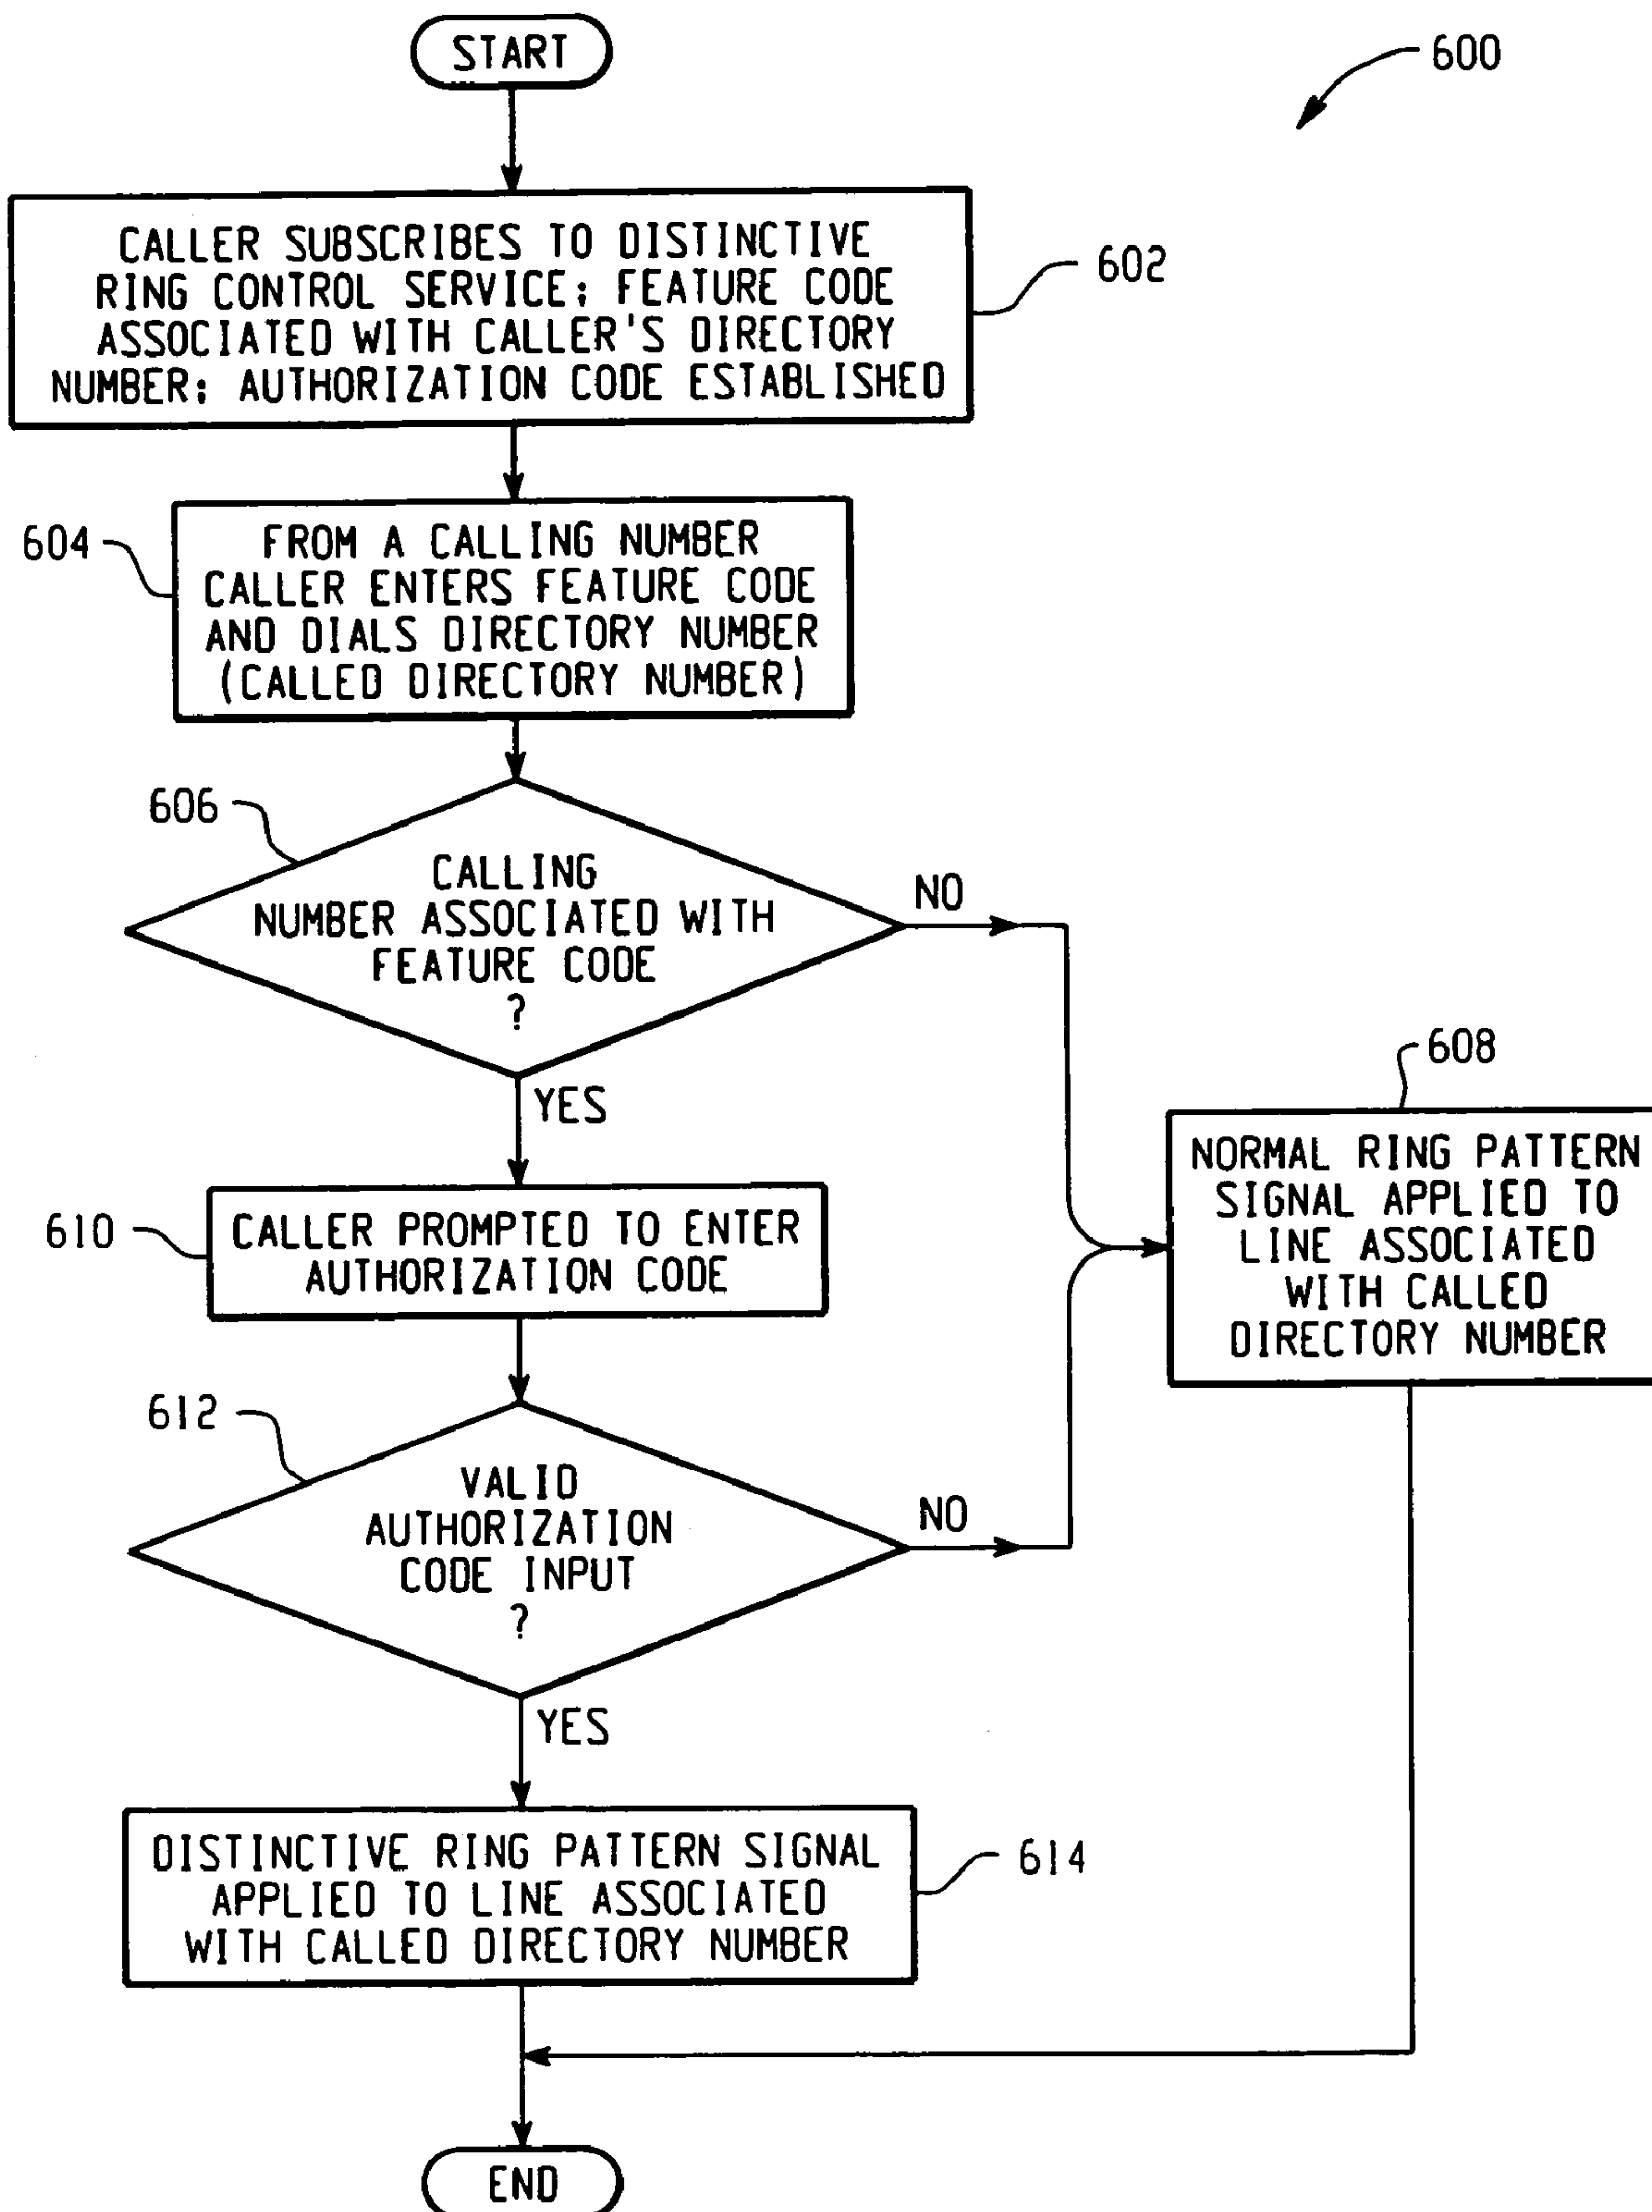 START
600
CALLER SUBSCRIBES TO DISTINCTIVE
RING CONTROL SERVICE; FEATURE CODE
ASSOCIATED WITH CALLER'S DIRECTORY
NUMBER; AUTHORIZATION CODE ESTABLISHED
602
604
FROM A CALLING NUMBER
CALLER ENTERS FEATURE CODE
AND DIALS DIRECTORY NUMBER
(CALLED DIRECTORY NUMBER)
606
CALLING
NUMBER ASSOCIATED WITH
FEATURE CODE
?
NO
YES
608
NORMAL RING PATTERN
SIGNAL APPLIED TO
LINE ASSOCIATED
WITH CALLED
DIRECTORY NUMBER
610
CALLER PROMPTED TO ENTER
AUTHORIZATION CODE
612
VALID
AUTHORIZATION
CODE INPUT
?
NO
YES
DISTINCTIVE RING PATTERN SIGNAL
APPLIED TO LINE ASSOCIATED
WITH CALLED DIRECTORY NUMBER
614
END